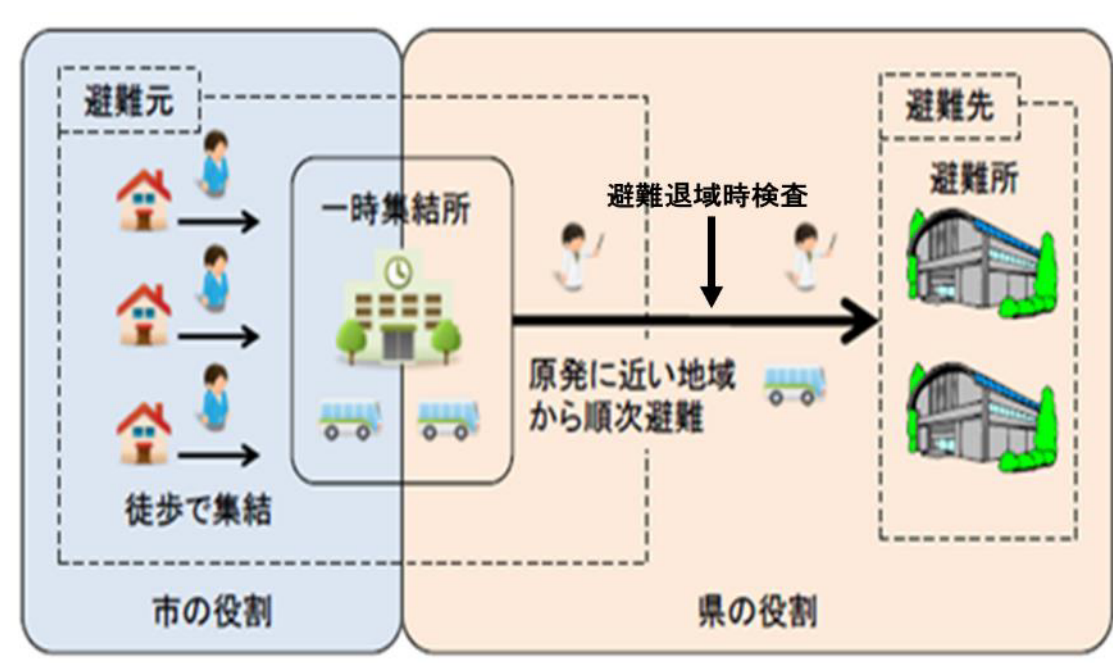 避難元
避難先
避難所
避難退域時検査
一時集結所
原発に近い地域
から順次避難
徒歩で集結
市の役割
県の役割